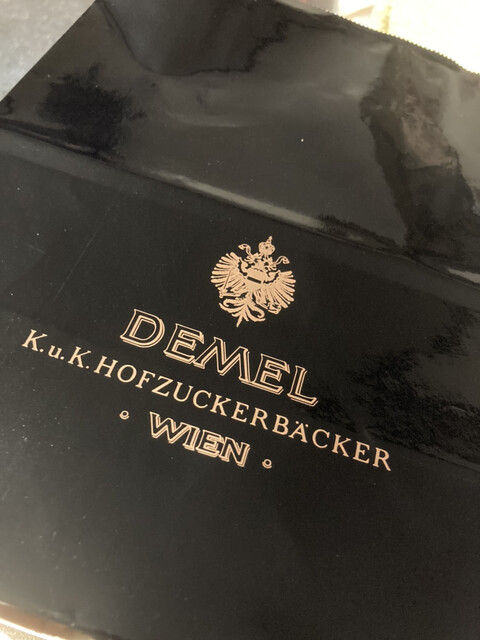 DEMEL
K.u.K. HOFZUCKERBÄCKER
· WIEN ·